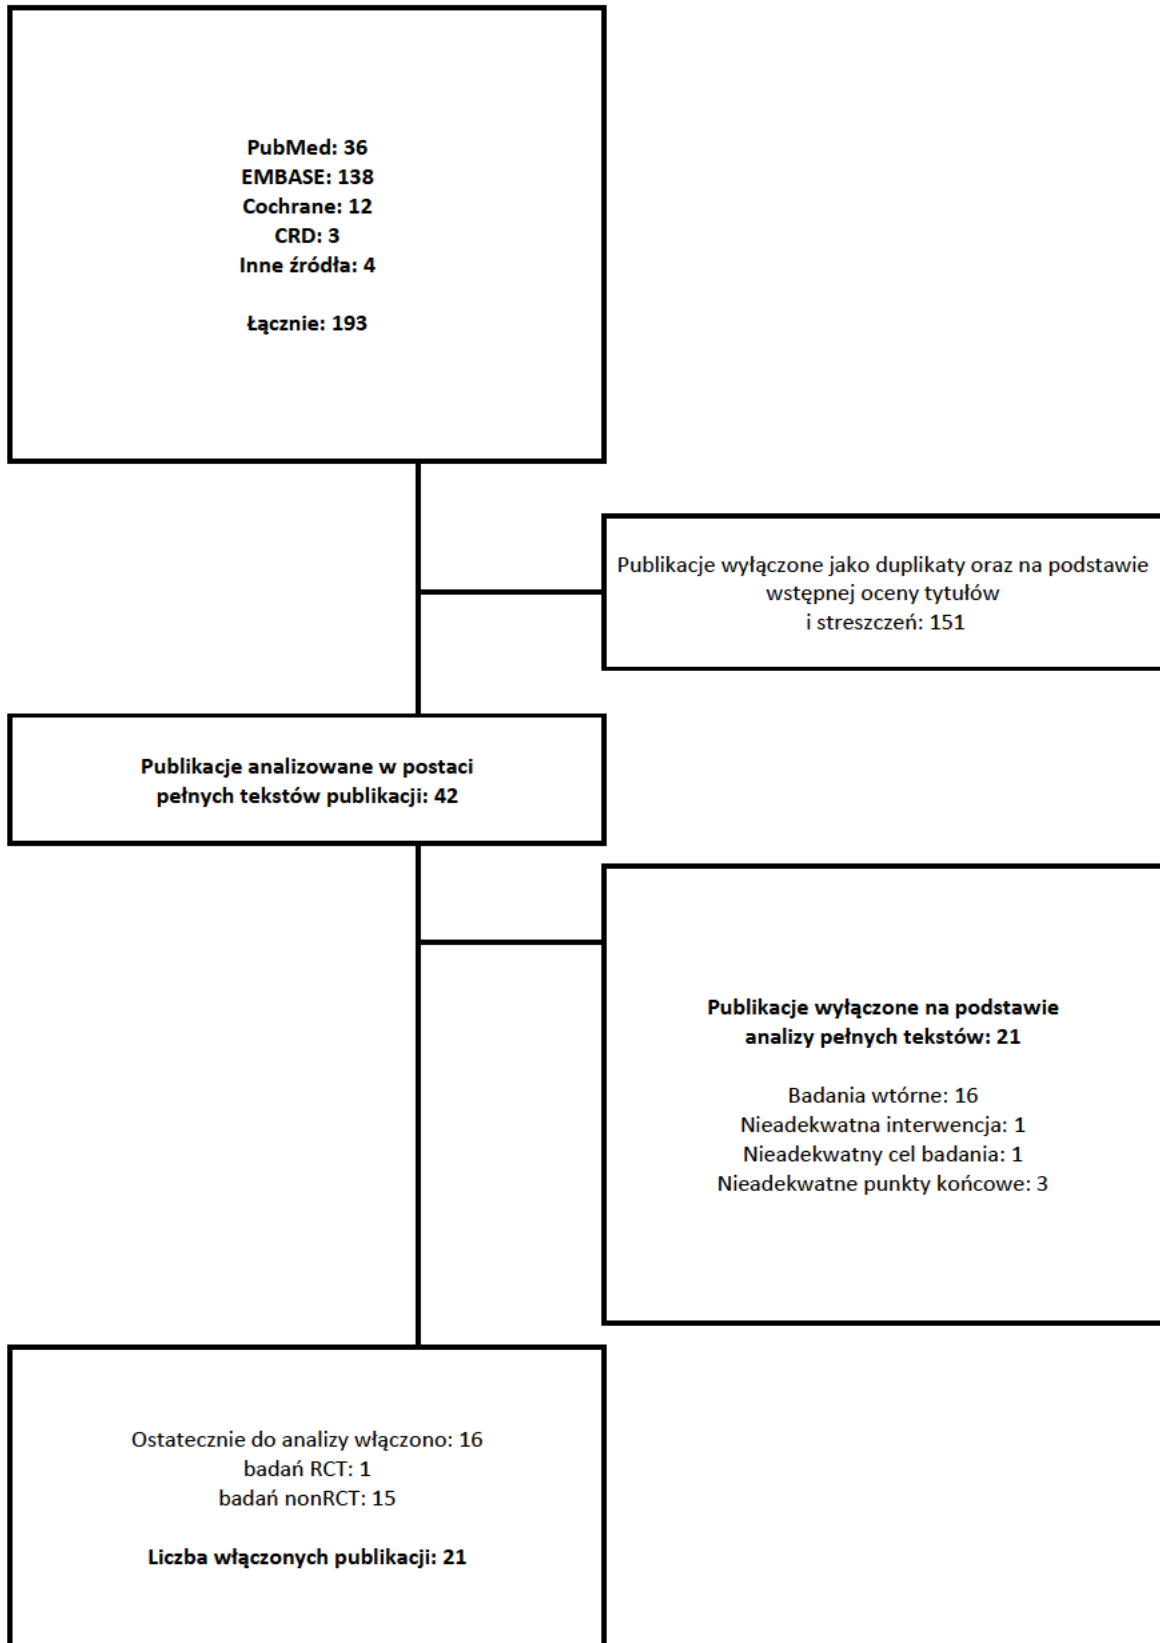 PubMed: 36
EMBASE: 138
Cochrane: 12
CRD: 3
Inne źródła: 4
Łącznie: 193
Publikacje wyłączone jako duplikaty oraz na podstawie
wstępnej oceny tytułów
i streszczeń: 151
Publikacje analizowane w postaci
pełnych tekstów publikacji: 42
Publikacje wyłączone na podstawie
analizy pełnych tekstów: 21
Badania wtórne: 16
Nieadekwatna interwencja: 1
Nieadekwatny cel badania: 1
Nieadekwatne punkty końcowe: 3
Ostatecznie do analizy włączono: 16
badań RCT: 1
badań nonRCT: 15
Liczba włączonych publikacji: 21